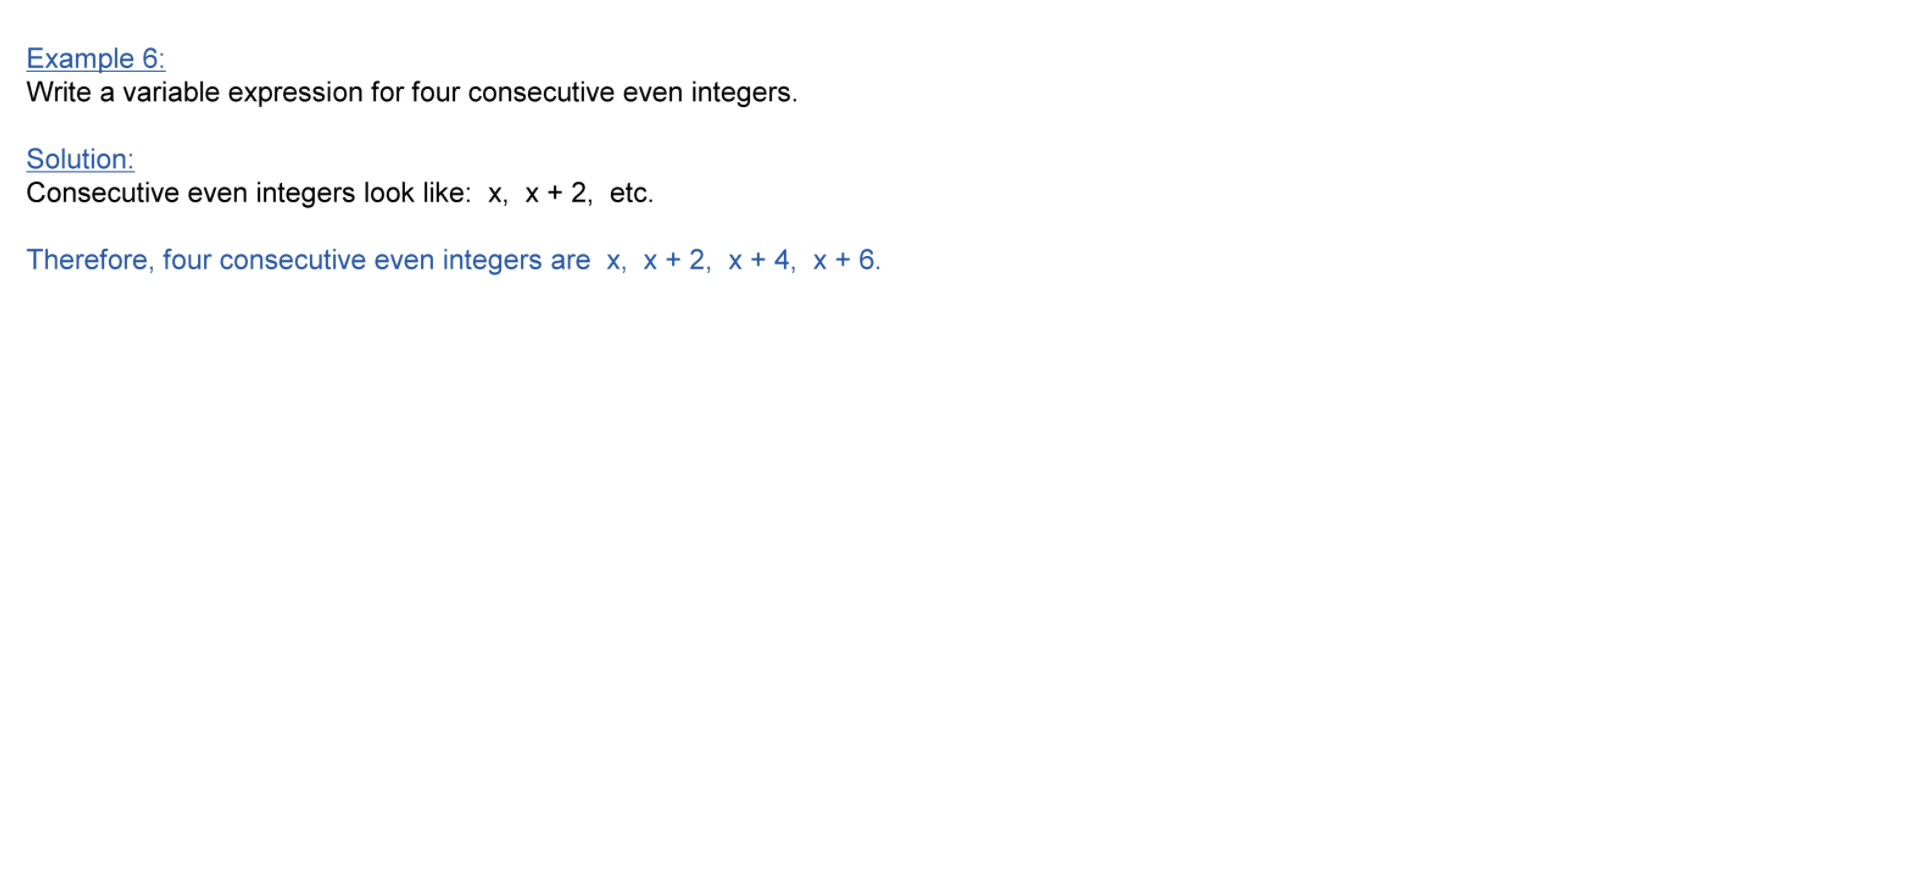 Example 6:
Write a variable expression for four consecutive even integers.
Solution:
Consecutive even integers look like:  x,  x + 2,  etc.
Therefore, four consecutive even integers are  x,  x + 2,  x + 4,  x + 6.